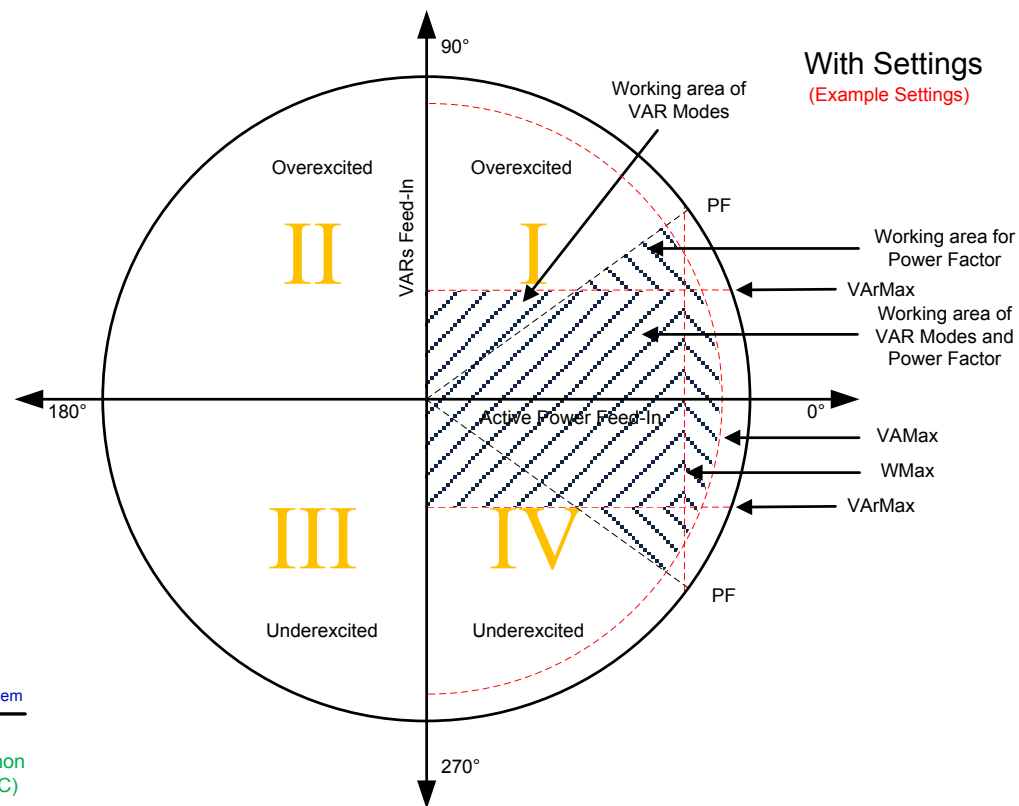 90°
With Settings
(Example Settings)
Working area of
VAR Modes
Overexcited
Overexcited
VARs Feed-In
II
I
PF
Working area for
Power Factor
VArMax
Working area of
VAR Modes and
Power Factor
180°
Active Power Feed-In
0°
VAMax
WMax
VArMax
III
IV
PF
Underexcited
Underexcited
270°